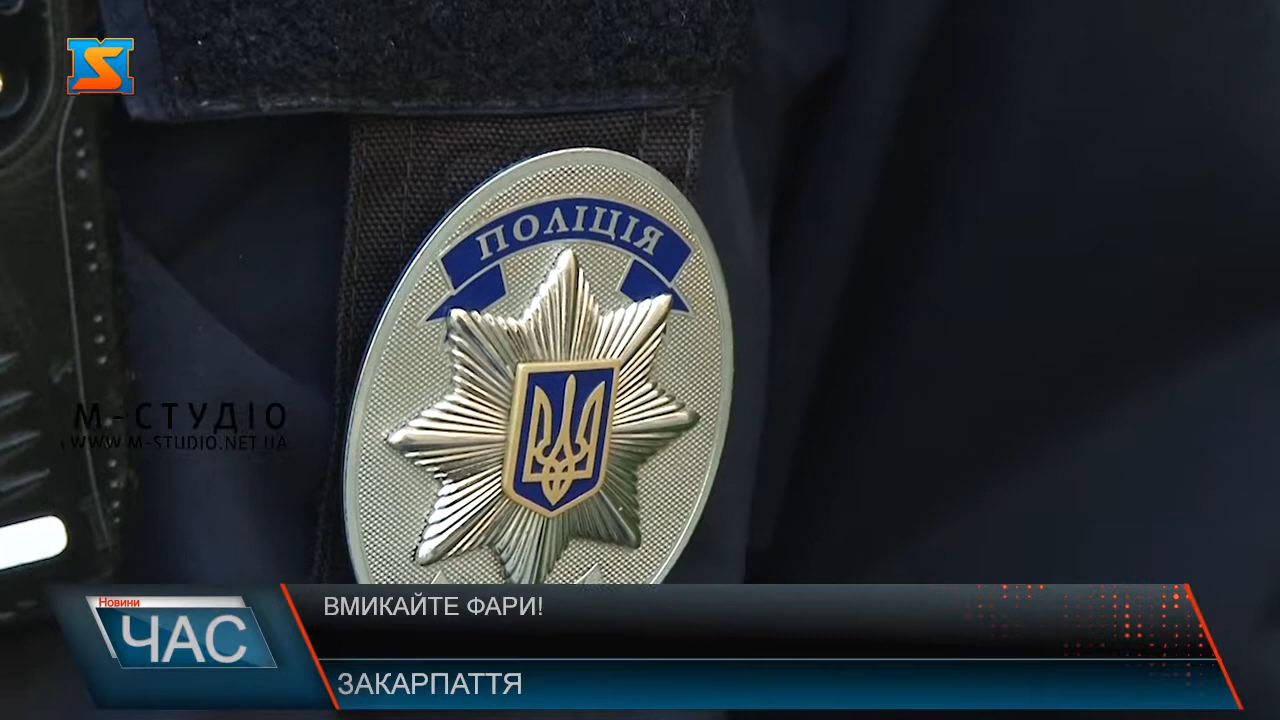 ПОЛІЦІЯ
М-СТУДІО
WWW.M-STUDIO.NET.UA
Новини
ЧАС
ВМИКАЙТЕ ФАРИ!
ЗАКАРПАТТЯ